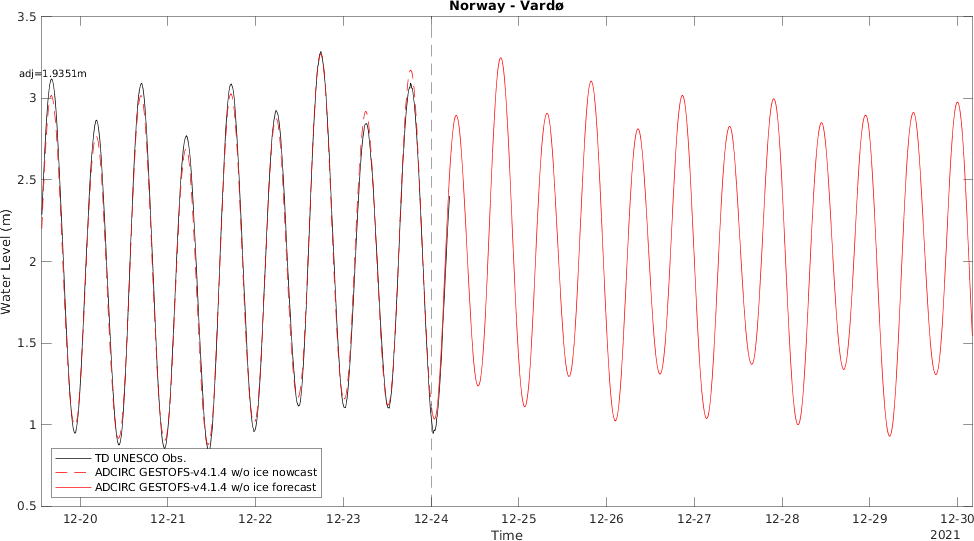 Norway - Vardø
3.5
adj=1.9351m
3
2.5
2
1.5
1
0.5
Water Level (m)
TD UNESCO Obs.
ADCIRC GESTOFS-v4.1.4 w/o ice nowcast
ADCIRC GESTOFS-v4.1.4 w/o ice forecast
12-20 12-21 12-22 12-23 12-24 12-25 12-26 12-27 12-28 12-29 12-30
Time
2021